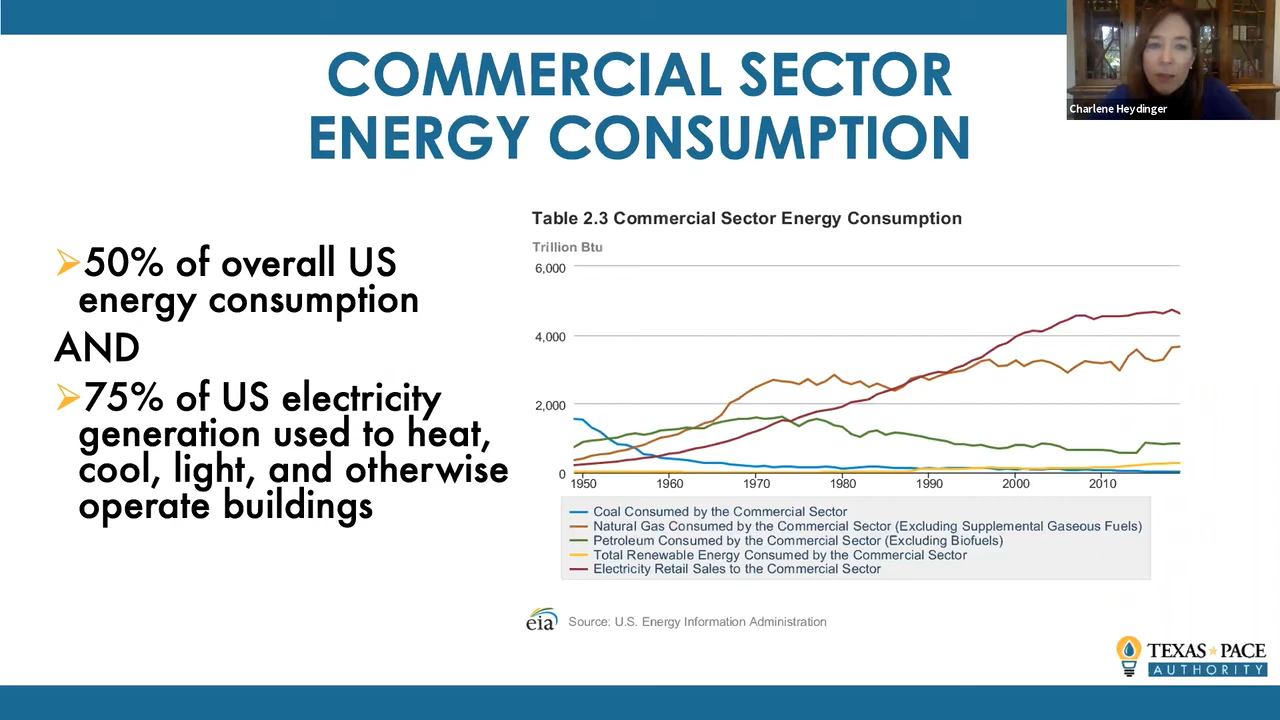 COMMERCIAL SECTOR
ENERGY CONSUMPTION
Charlene Heydinger
➢50% of overall US
energy consumption
AND
➢75% of US electricity
generation used to heat,
cool, light, and otherwise
operate buildings
Table 2.3 Commercial Sector Energy Consumption
Trillion Btu
6,000
4,000
2,000
0
1950 1960 1970 1980 1990 2000 2010
Coal Consumed by the Commercial Sector
Natural Gas Consumed by the Commercial Sector (Excluding Supplemental Gaseous Fuels)
Petroleum Consumed by the Commercial Sector (Excluding Biofuels)
Total Renewable Energy Consumed by the Commercial Sector
Electricity Retail Sales to the Commercial Sector
eia Source: U.S. Energy Information Administration
TEXAS★PACE
AUTHORITY